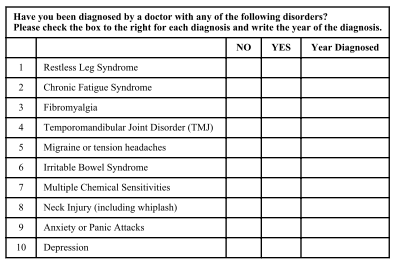 Have you been diagnosed by a doctor with any of the following disorders?
Please check the box to the right for each diagnosis and write the year of the diagnosis.
NO YES Year Diagnosed
1 Restless Leg Syndrome
2 Chronic Fatigue Syndrome
3 Fibromyalgia
4 Temporomandibular Joint Disorder (TMJ)
5 Migraine or tension headaches
6 Irritable Bowel Syndrome
7 Multiple Chemical Sensitivities
8 Neck Injury (including whiplash)
9 Anxiety or Panic Attacks
10 Depression